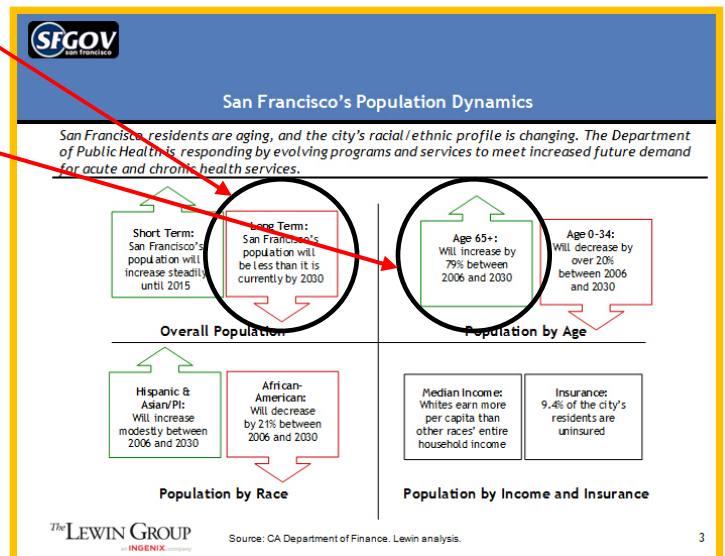 SFGOV
san francisco
San Francisco's Population Dynamics
San Francisco residents are aging, and the city's racial/ethnic profile is changing. The Department
of Public Health is responding by evolving programs and services to meet increased future demand
for acute and chronic health services.
Short Term:
San Francisco's
population will
increase steadily
until 2015
Long Term:
San Francisco's
population will
be less than it is
currently by 2030
Overall Population
Age 65+:
Will increase by
79% between
2006 and 2030
Age 0-34:
Will decrease by
over 20%
between 2006
and 2030
Population by Age
Hispanic &
Asian/PI:
Will increase
modestly between
2006 and 2030
African-
American:
Will decrease
by 21% between
2006 and 2030
Population by Race
Median Income:
Whites earn more
per capita than
other races' entire
household income
Insurance:
9.4% of the city's
residents are
uninsured
Population by Income and Insurance
The LEWIN GROUP
an INGENIX company
Source: CA Department of Finance. Lewin analysis.
3